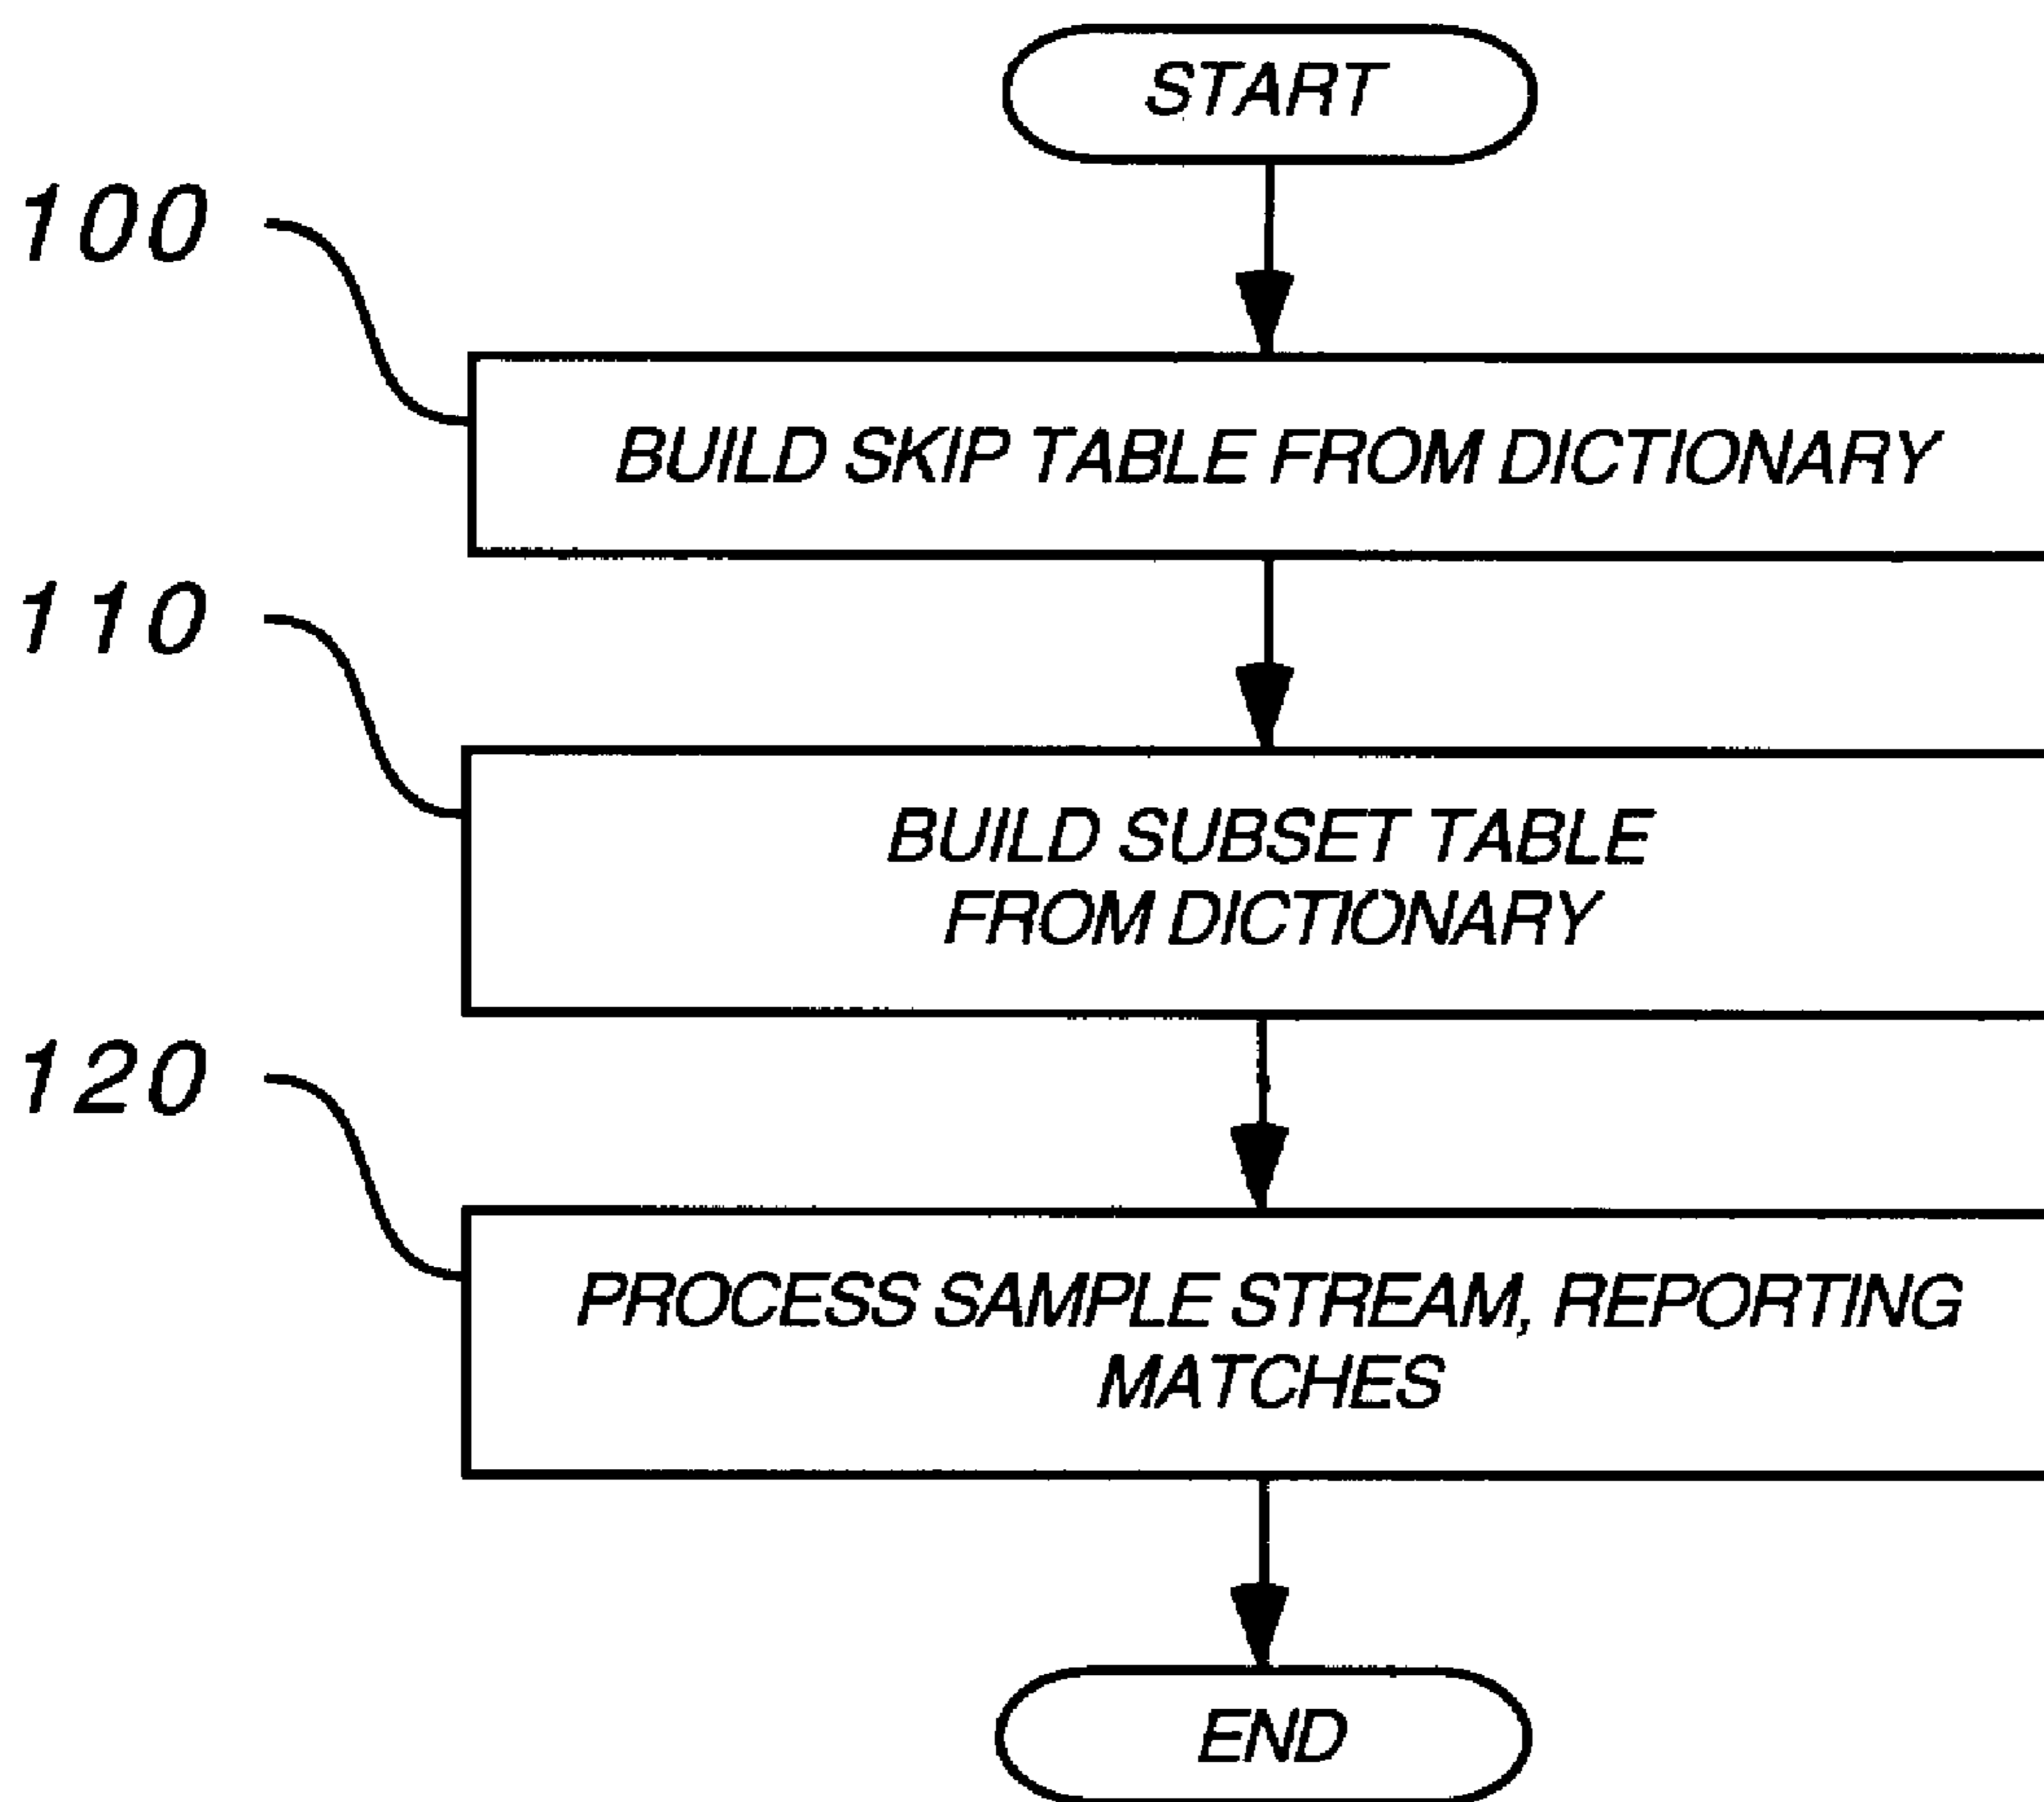 START
100
BUILD SKIP TABLE FROM DICTIONARY
110
BUILD SUBSET TABLE
FROM DICTIONARY
120
PROCESS SAMPLE STREAM, REPORTING
MATCHES
END